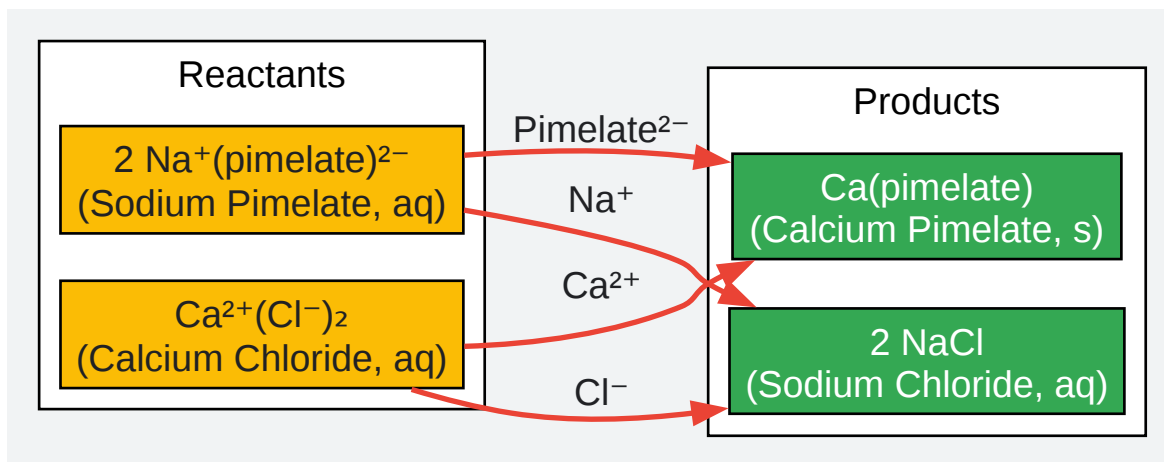 Reactants
2 Na⁺(pimelate)²⁻
(Sodium Pimelate, aq)
Ca²⁺(Cl⁻)₂
(Calcium Chloride, aq)
Pimelate²⁻
Na⁺
Ca²⁺
Cl⁻
Products
Ca(pimelate)
(Calcium Pimelate, s)
2 NaCl
(Sodium Chloride, aq)